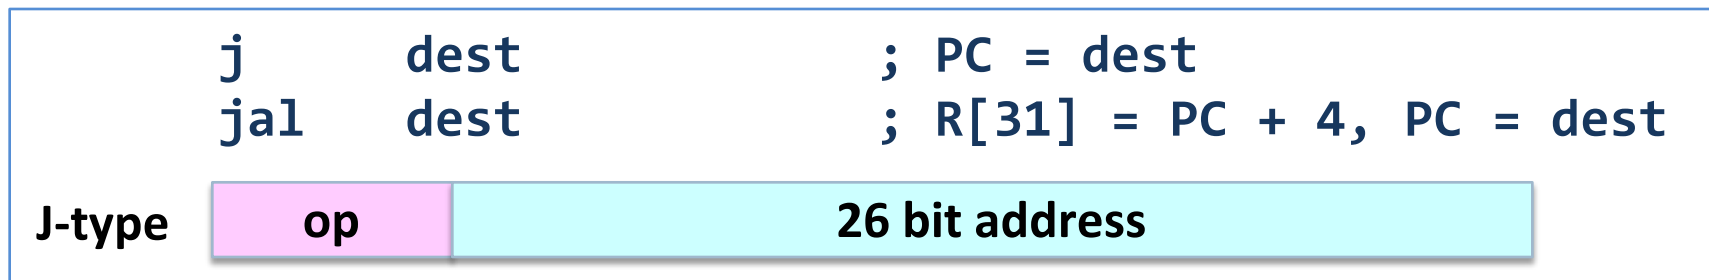 j dest ; PC = dest
jal dest ; R[31] = PC + 4, PC = dest
J-type op 26 bit address